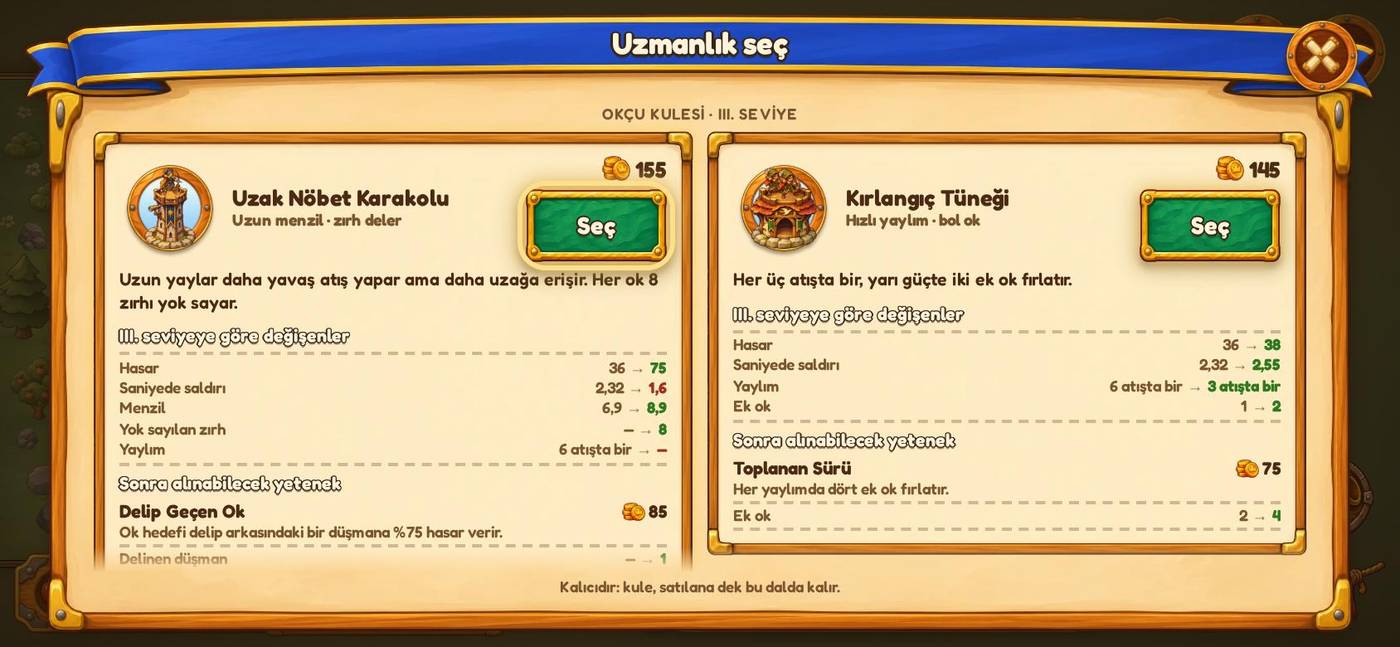 Uzmanlık seç
OKÇU KULESİ · III. SEVİYE
155
Uzak Nöbet Karakolu
Uzun menzil · zırh deler
Seç
Uzun yaylar daha yavaş atış yapar ama daha uzağa erişir. Her ok 8
zırhı yok sayar.
III. seviyeye göre değişenler
Hasar 36 → 75
Saniyede saldırı 2,32 → 1,6
Menzil 6,9 → 8,9
Yok sayılan zırh — → 8
Yaylım 6 atışta bir → —
Sonra alınabilecek yetenek
Delip Geçen Ok 85
Ok hedefi delip arkasındaki bir düşmana %75 hasar verir.
Delinen düşman — → 1
145
Kırlangıç Tüneği
Hızlı yaylım · bol ok
Seç
Her üç atışta bir, yarı güçte iki ek ok fırlatır.
III. seviyeye göre değişenler
Hasar 36 → 38
Saniyede saldırı 2,32 → 2,55
Yaylım 6 atışta bir → 3 atışta bir
Ek ok 1 → 2
Sonra alınabilecek yetenek
Toplanan Sürü 75
Her yaylımda dört ek ok fırlatır.
Ek ok 2 → 4
Kalıcıdır: kule, satılana dek bu dalda kalır.